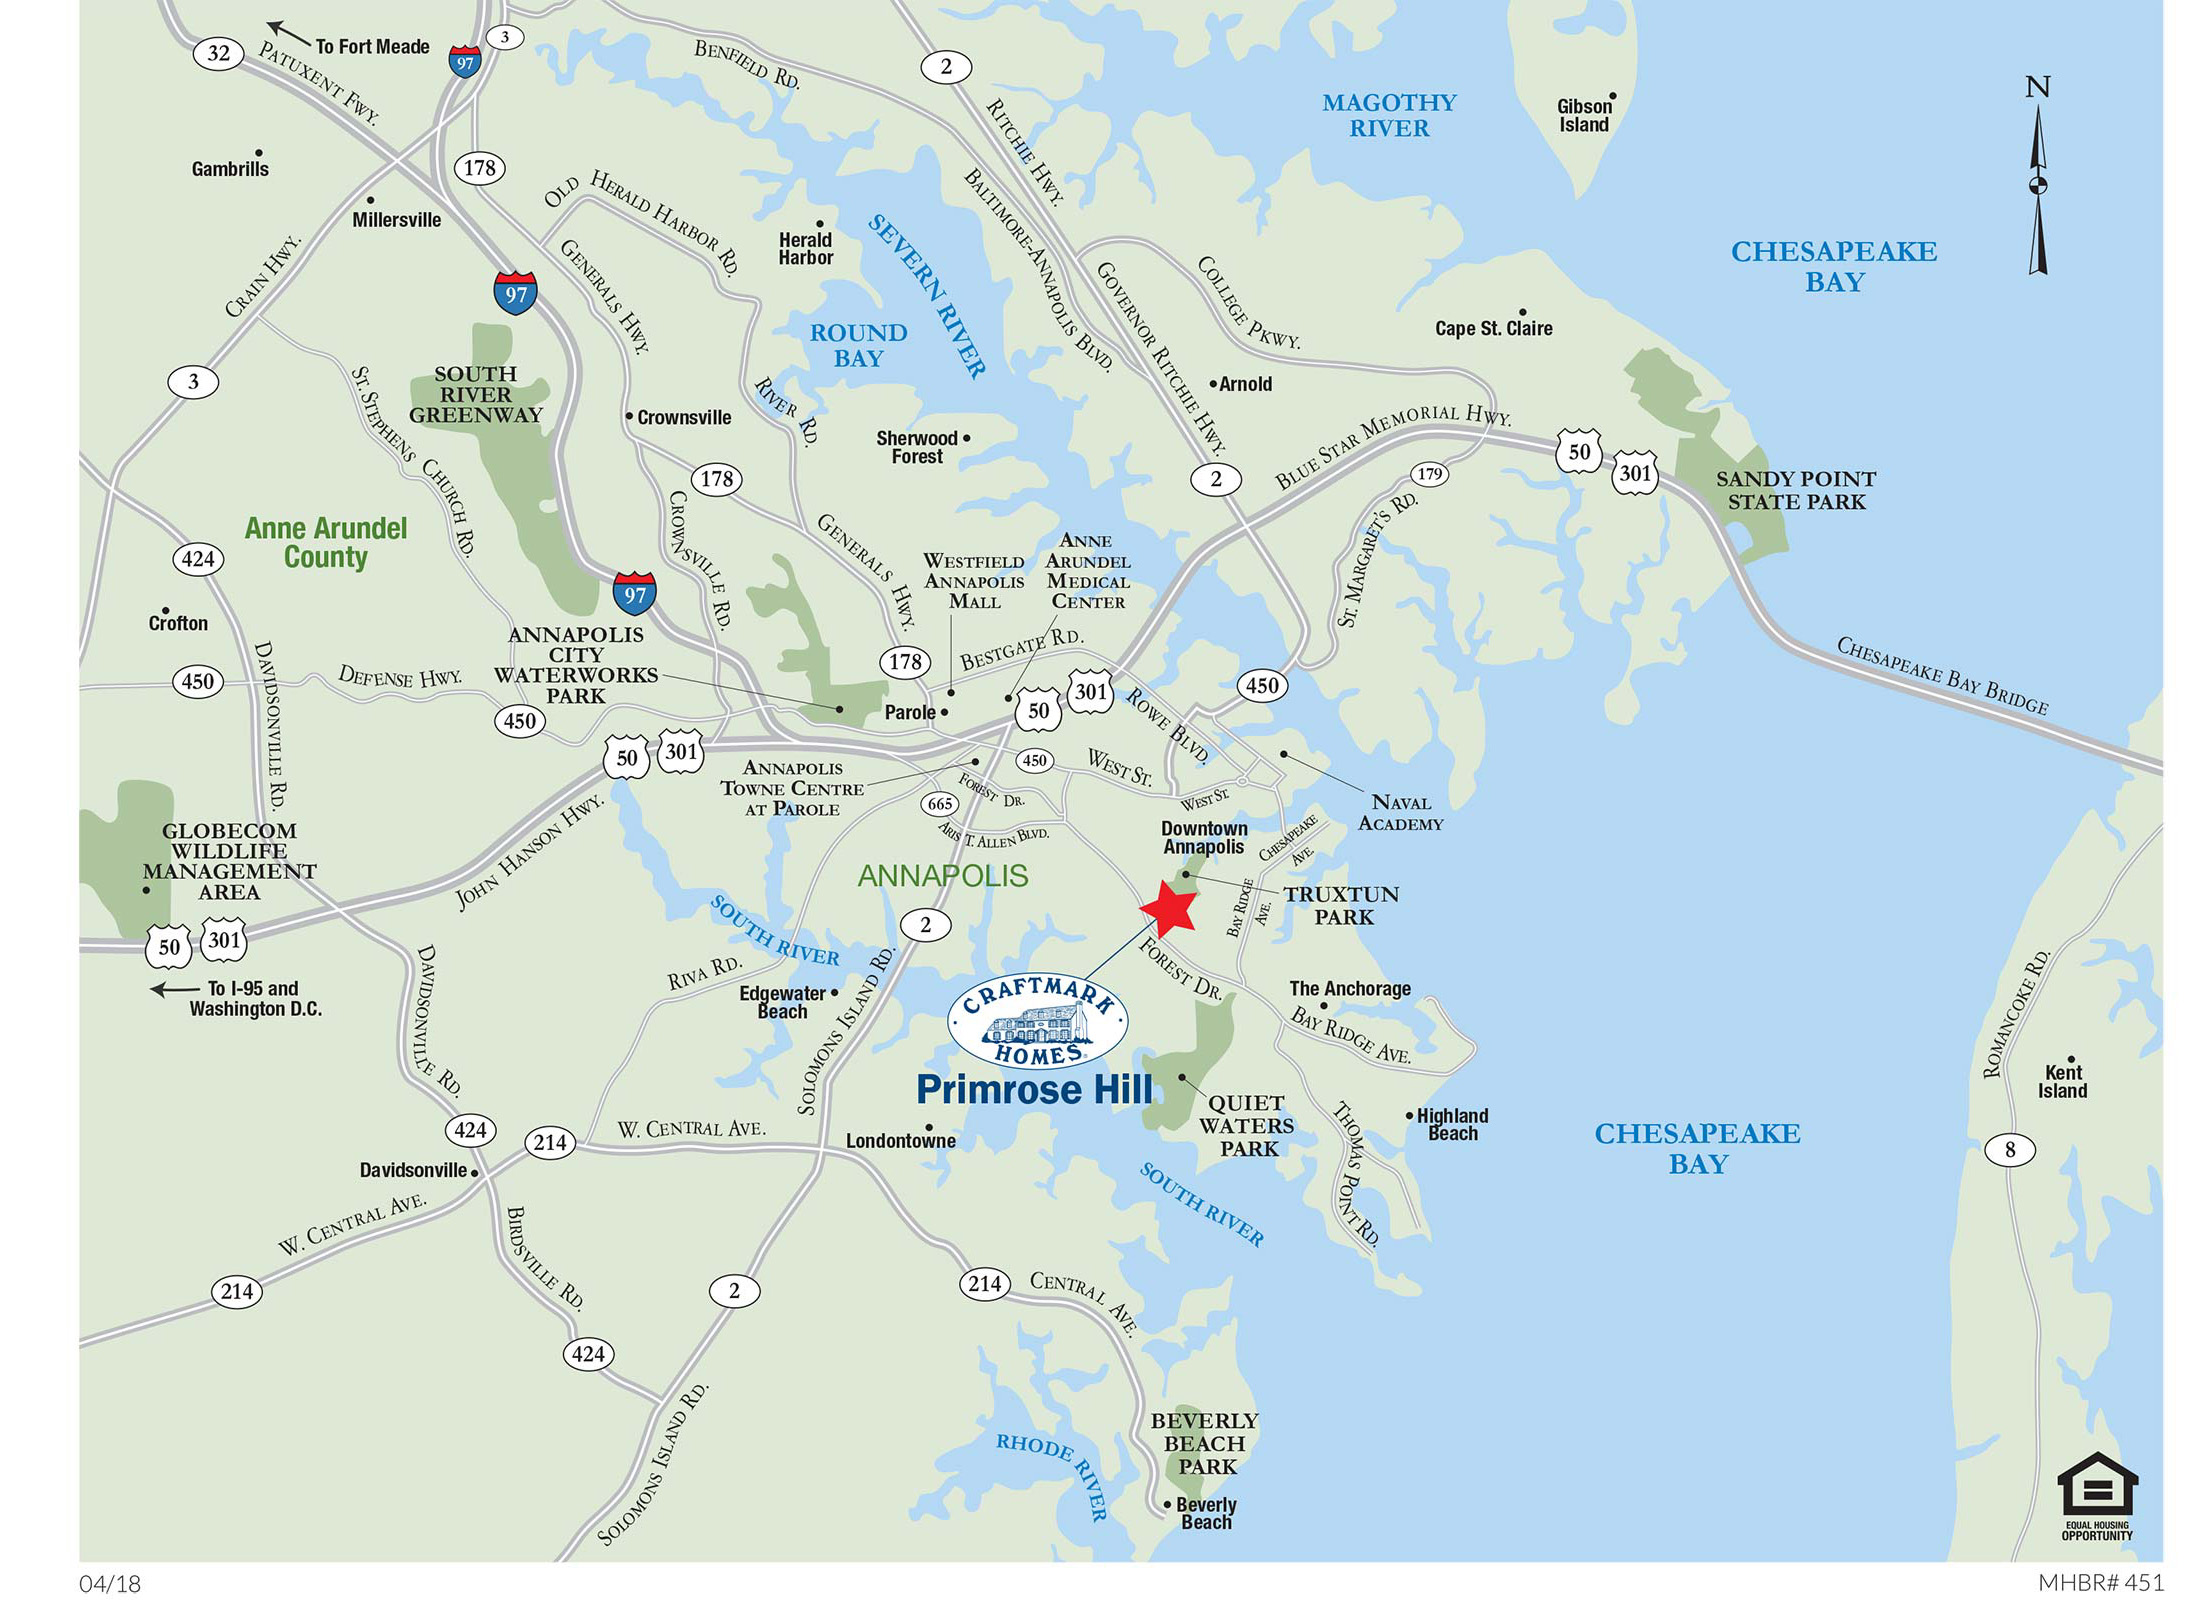 32
To Fort Meade
PATUXENT FWY.
97
3
BENFIELD RD.
2
RITCHIE HWY.
MAGOTHY
RIVER
Gibson
Island
N
Gambrills
178
Millersville
OLD HERALD HARBOR RD.
BALTIMORE-ANNAPOLIS BLVD.
Herald
Harbor
SEVERN RIVER
CHESAPEAKE
BAY
CRAIN HWY.
97
GENERALS HWY.
GOVERNOR RITCHIE HWY.
COLLEGE PKWY.
ROUND
BAY
Cape St. Claire
3
ST. STEPHENS CHURCH RD.
SOUTH
RIVER
GREENWAY
RIVER RD.
Arnold
Crownsville
Sherwood
Forest
BLUE STAR MEMORIAL HWY.
50
301
178
2
179
SANDY POINT
STATE PARK
Anne Arundel
County
CROWNSVILLE RD.
GENERALS HWY.
ST. MARGARET'S RD.
424
WESTFIELD
ANNAPOLIS
MALL
ANNE
ARUNDEL
MEDICAL
CENTER
97
Crofton
ANNAPOLIS
CITY
WATERWORKS
PARK
DAVIDSONVILLE RD.
450
DEFENSE HWY.
450
178
BESTGATE RD.
Parole
50
301
ROWE BLVD.
450
CHESAPEAKE BAY BRIDGE
50
301
ANNAPOLIS
TOWNE CENTRE
AT PAROLE
450
WEST ST.
FOREST DR.
665
ARIS T. ALLEN BLVD.
WEST ST.
NAVAL
ACADEMY
JOHN HANSON HWY.
GLOBECOM
WILDLIFE
MANAGEMENT
AREA
Downtown
Annapolis
CHESAPEAKE
AVE.
ANNAPOLIS
BAY RIDGE
AVE.
TRUXTUN
PARK
50
301
To I-95 and
Washington D.C.
DAVIDSONVILLE RD.
SOUTH RIVER
2
RIVA RD.
Edgewater
Beach
SOLOMONS ISLAND RD.
FOREST DR.
CRAFTMARK
HOMES
Primrose Hill
The Anchorage
BAY RIDGE AVE.
ROMANCOKE RD.
Kent
Island
QUIET
WATERS
PARK
THOMAS POINT RD.
Highland
Beach
CHESAPEAKE
BAY
424
214
W. CENTRAL AVE.
Londontowne
8
Davidsonville
SOUTH RIVER
W. CENTRAL AVE.
BIRDSVILLE RD.
214
2
214
CENTRAL AVE.
424
SOLOMONS ISLAND RD.
RHODE RIVER
BEVERLY
BEACH
PARK
Beverly
Beach
EQUAL HOUSING
OPPORTUNITY
04/18
MHBR# 451